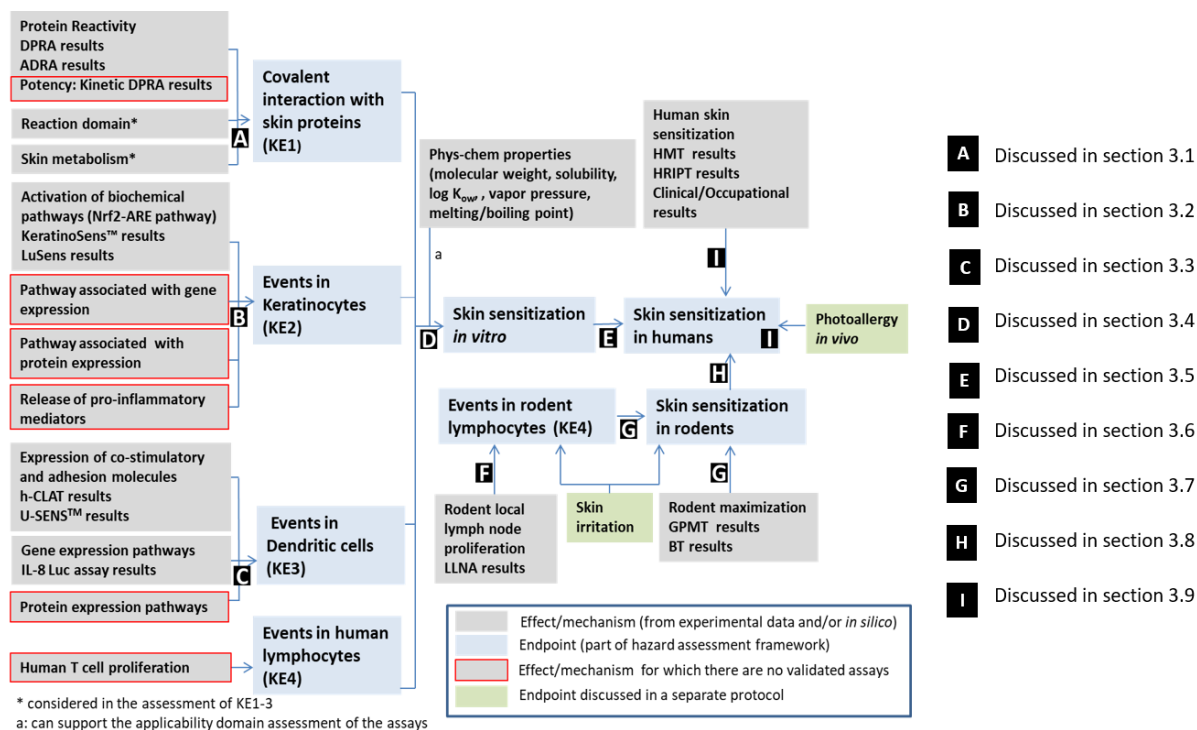 Protein Reactivity
DPRA results
ADRA results
Potency: Kinetic DPRA results
Reaction domain*
Skin metabolism*
A
Covalent
interaction with
skin proteins
(KE1)
Activation of biochemical
pathways (Nrf2-ARE pathway)
KeratinoSens™ results
LuSens results
Pathway associated with gene
expression
Pathway associated with
protein expression
Release of pro-inflammatory
mediators
B
Events in
Keratinocytes
(KE2)
Expression of co-stimulatory
and adhesion molecules
h-CLAT results
U-SENS™ results
Gene expression pathways
IL-8 Luc assay results
Protein expression pathways
C
Events in
Dendritic cells
(KE3)
Human T cell proliferation
Events in human
lymphocytes
(KE4)
* considered in the assessment of KE1-3
a: can support the applicability domain assessment of the assays
Phys-chem properties
(molecular weight, solubility,
log Kow, , vapor pressure,
melting/boiling point)
a
D
Skin sensitization
in vitro
E
Human skin
sensitization
HMT results
HRIPT results
Clinical/Occupational
results
I
Skin sensitization
in humans
I
Photoallergy
in vivo
H
Events in rodent
lymphocytes (KE4)
G
Skin sensitization
in rodents
F
G
Rodent local
lymph node
proliferation
LLNA results
Skin
irritation
Rodent maximization
GPMT results
BT results
Effect/mechanism (from experimental data and/or in silico)
Endpoint (part of hazard assessment framework)
Effect/mechanism for which there are no validated assays
Endpoint discussed in a separate protocol
A Discussed in section 3.1
B Discussed in section 3.2
C Discussed in section 3.3
D Discussed in section 3.4
E Discussed in section 3.5
F Discussed in section 3.6
G Discussed in section 3.7
H Discussed in section 3.8
I Discussed in section 3.9